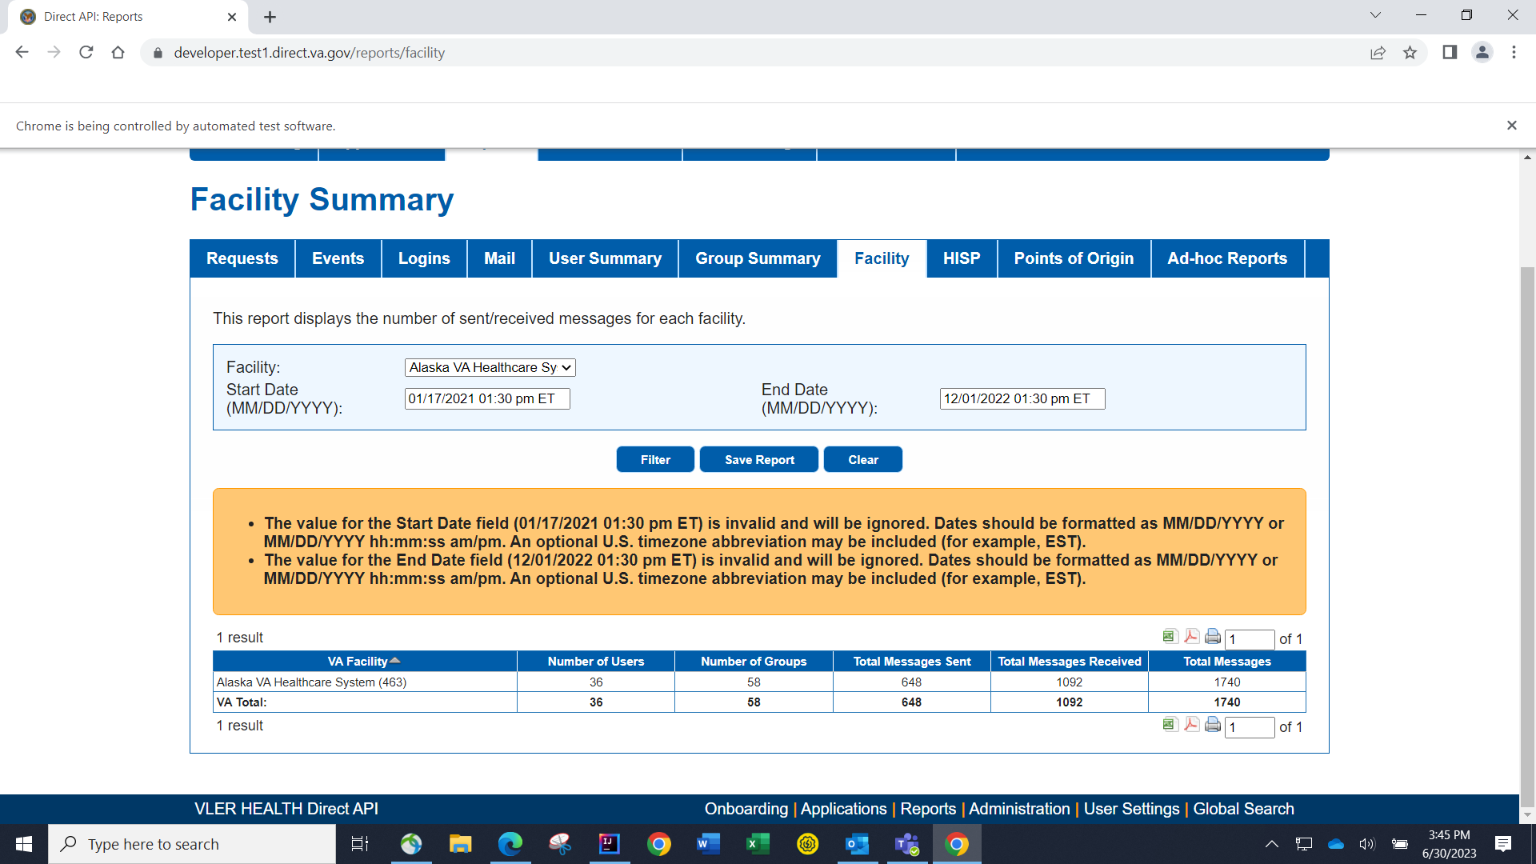 Direct API: Reports
developer.test1.direct.va.gov/reports/facility
Chrome is being controlled by automated test software.
Facility Summary
Requests Events Logins Mail User Summary Group Summary Facility HISP Points of Origin Ad-hoc Reports
This report displays the number of sent/received messages for each facility.
Facility: Alaska VA Healthcare Sy
Start Date (MM/DD/YYYY): 01/17/2021 01:30 pm ET End Date (MM/DD/YYYY): 12/01/2022 01:30 pm ET
Filter Save Report Clear
• The value for the Start Date field (01/17/2021 01:30 pm ET) is invalid and will be ignored. Dates should be formatted as MM/DD/YYYY or
MM/DD/YYYY hh:mm:ss am/pm. An optional U.S. timezone abbreviation may be included (for example, EST).
• The value for the End Date field (12/01/2022 01:30 pm ET) is invalid and will be ignored. Dates should be formatted as MM/DD/YYYY or
MM/DD/YYYY hh:mm:ss am/pm. An optional U.S. timezone abbreviation may be included (for example, EST).
1 result 1 of 1
VA Facility Number of Users Number of Groups Total Messages Sent Total Messages Received Total Messages
Alaska VA Healthcare System (463) 36 58 648 1092 1740
VA Total: 36 58 648 1092 1740
1 result 1 of 1
VLER HEALTH Direct API Onboarding | Applications | Reports | Administration | User Settings | Global Search
Type here to search
3:45 PM
6/30/2023